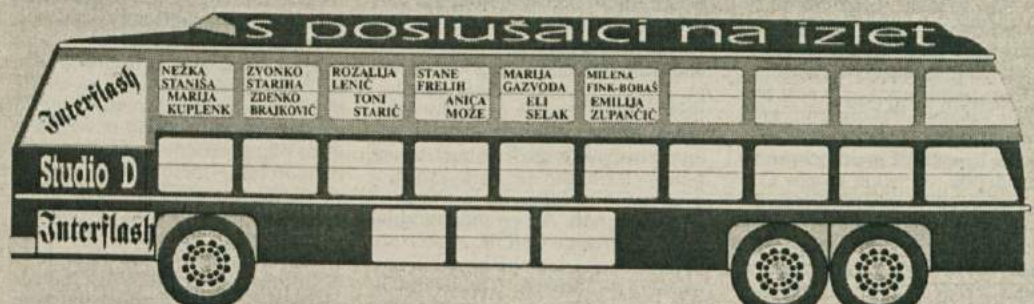 s poslušalci na izlet
Interflash
NEŽKA
STANIŠA
MARIJA
KUPLENK
ZVONKO
STARIHA
ZDENKO
BRAJKOVIČ
ROZALIJA
LENIČ
TONI
STARIČ
STANE
FRELIH
ANICA
MOŽE
MARIJA
GAZVODA
ELI
SELAK
MILENA
FINK-BOBAŠ
EMILIJA
ZUPANČIČ
Studio D
Interflash